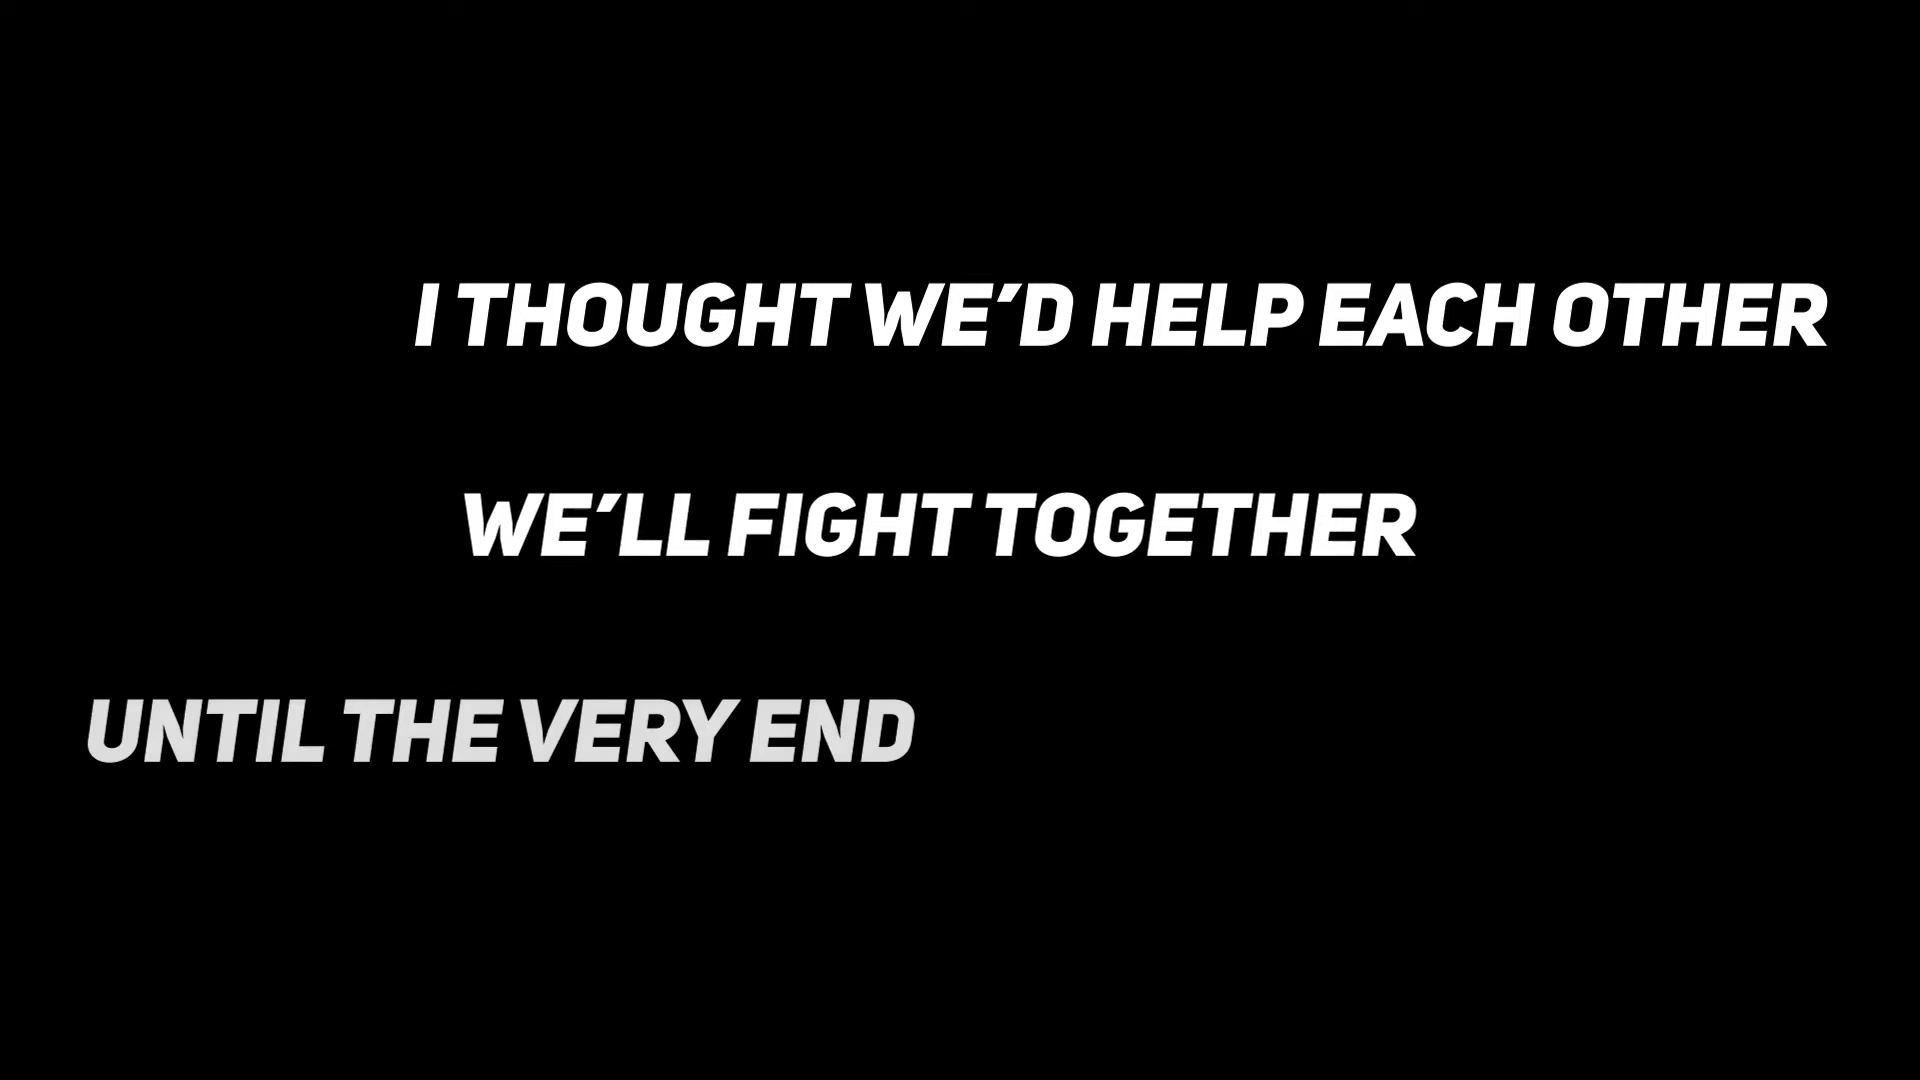 I THOUGHT WE’D HELP EACH OTHER
WE’LL FIGHT TOGETHER
UNTIL THE VERY END